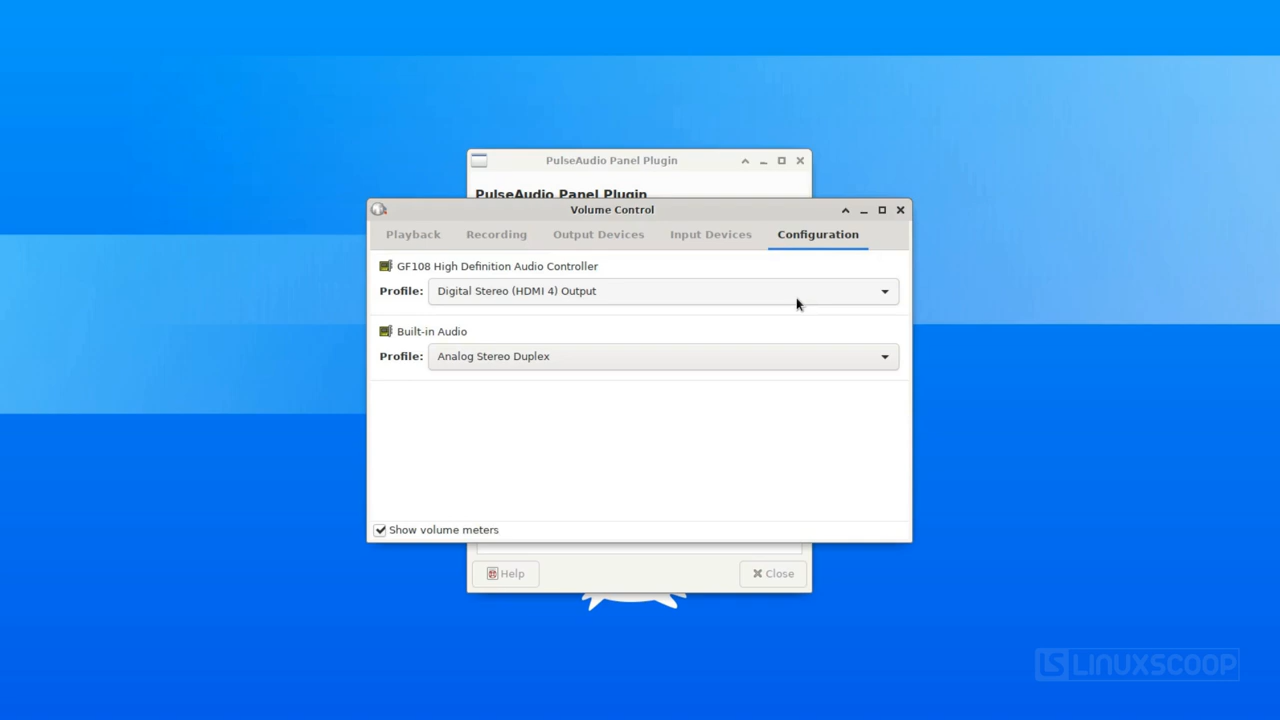 PulseAudio Panel Plugin
PulseAudio Panel Plugin
Volume Control
Playback Recording Output Devices Input Devices Configuration
GF108 High Definition Audio Controller
Profile: Digital Stereo (HDMI 4) Output
Built-in Audio
Profile: Analog Stereo Duplex
Show volume meters
Help Close
LINUXSCOOP